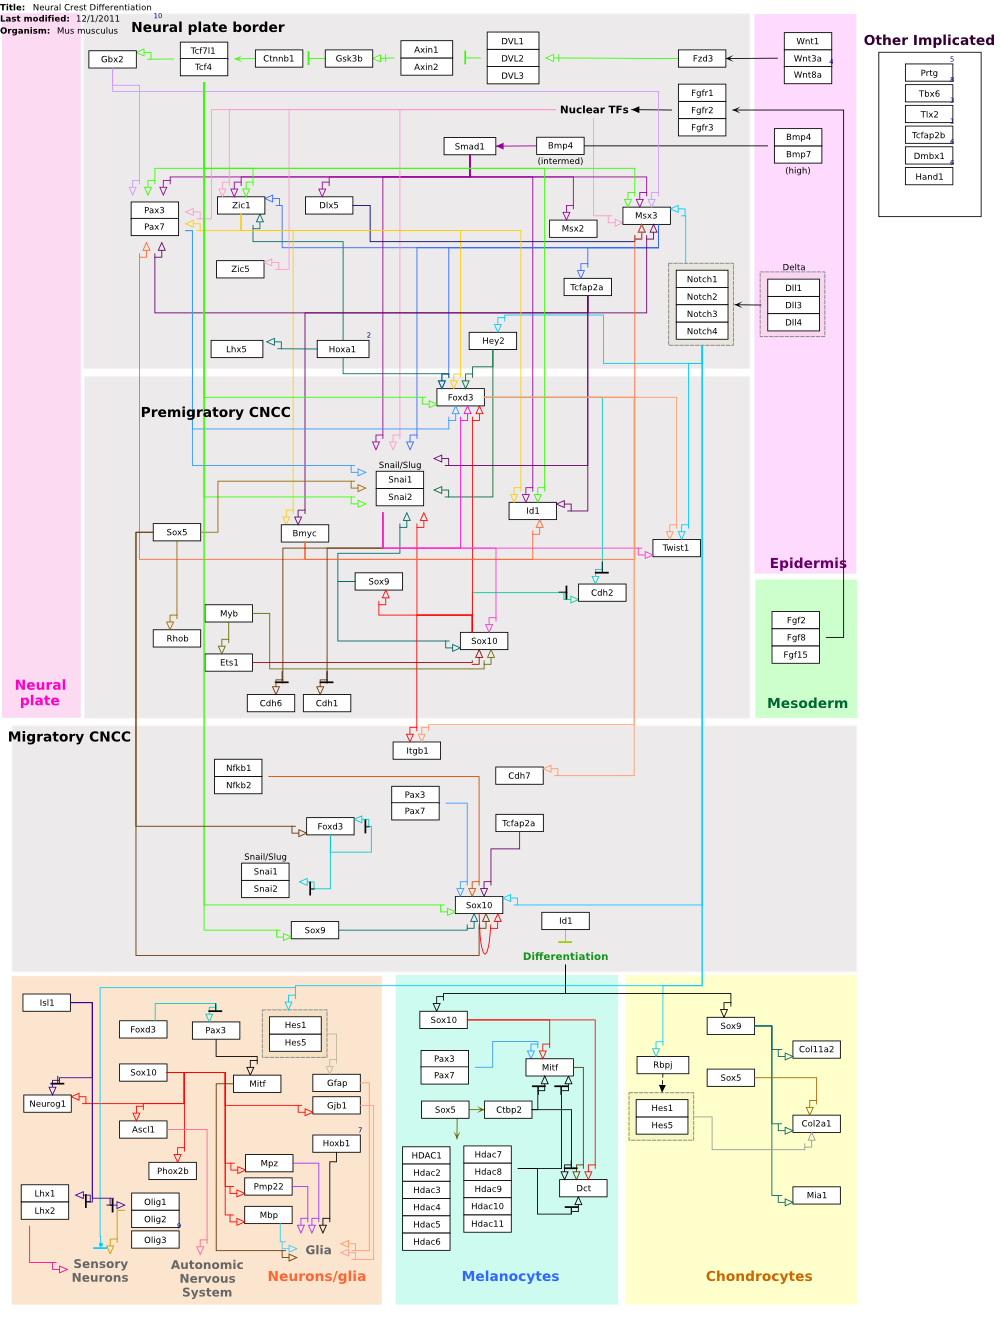 Title: Neural Crest Differentiation
Last modified: 12/1/2011
Organism: Mus musculus
10
Neural plate border
Gbx2
Tcf7l1
Tcf4
Ctnnb1
Gsk3b
Axin1
Axin2
DVL1
DVL2
DVL3
Fzd3
Wnt1
Wnt3a
Wnt8a
4
Other Implicated
Prtg
5
Tbx6
Tlx2
Tcfap2b
Dmbx1
Hand1
Fgfr1
Fgfr2
Fgfr3
Nuclear TFs
Smad1
Bmp4
(intermed)
Bmp4
Bmp7
(high)
Pax3
Pax7
Zic1
Dlx5
Msx2
Msx3
Zic5
Tcfap2a
Notch1
Notch2
Notch3
Notch4
Delta
Dll1
Dll3
Dll4
Lhx5
Hoxa1
2
Hey2
Premigratory CNCC
Foxd3
Snail/Slug
Snai1
Snai2
Id1
Sox5
Bmyc
Twist1
Epidermis
Sox9
Cdh2
Myb
Rhob
Sox10
Ets1
Cdh6
Cdh1
Fgf2
Fgf8
Fgf15
Mesoderm
Neural
plate
Migratory CNCC
Itgb1
Nfkb1
Nfkb2
Cdh7
Pax3
Pax7
Foxd3
Tcfap2a
Snail/Slug
Snai1
Snai2
Sox10
Sox9
Id1
Differentiation
Isl1
Foxd3
Pax3
Hes1
Hes5
Sox10
Mitf
Gfap
Neurog1
Gjb1
Ascl1
Hoxb1
7
Phox2b
Mpz
Pmp22
Mbp
Lhx1
Lhx2
Olig1
Olig2
Olig3
Glia
Sensory
Neurons
Autonomic
Nervous
System
Neurons/glia
Sox10
Pax3
Pax7
Mitf
Sox5
Ctbp2
HDAC1
Hdac2
Hdac3
Hdac4
Hdac5
Hdac6
Hdac7
Hdac8
Hdac9
Hdac10
Hdac11
Dct
Melanocytes
Sox9
Col11a2
Rbpj
Sox5
Hes1
Hes5
Col2a1
Mia1
Chondrocytes